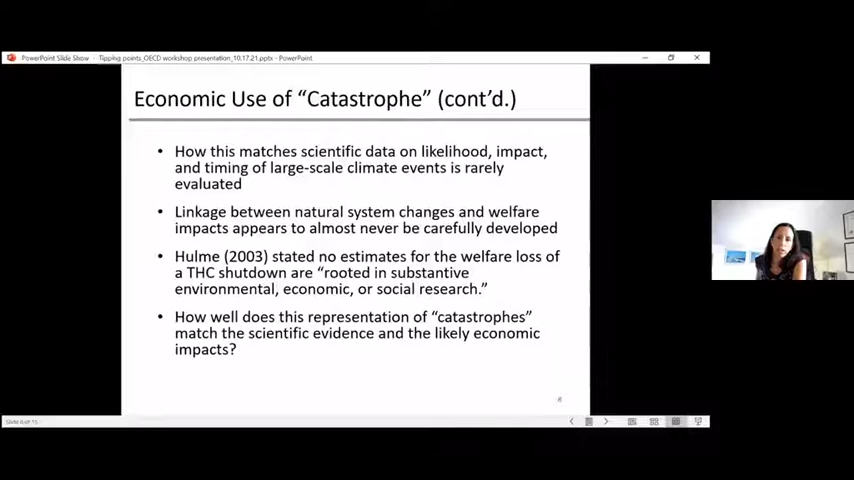 PowerPoint Slide Show - Tipping points_OECD workshop presentation_10.17.21.pptx - PowerPoint
Economic Use of “Catastrophe” (cont’d.)
• How this matches scientific data on likelihood, impact,
and timing of large-scale climate events is rarely
evaluated
• Linkage between natural system changes and welfare
impacts appears to almost never be carefully developed
• Hulme (2003) stated no estimates for the welfare loss of
a THC shutdown are “rooted in substantive
environmental, economic, or social research.”
• How well does this representation of “catastrophes”
match the scientific evidence and the likely economic
impacts?